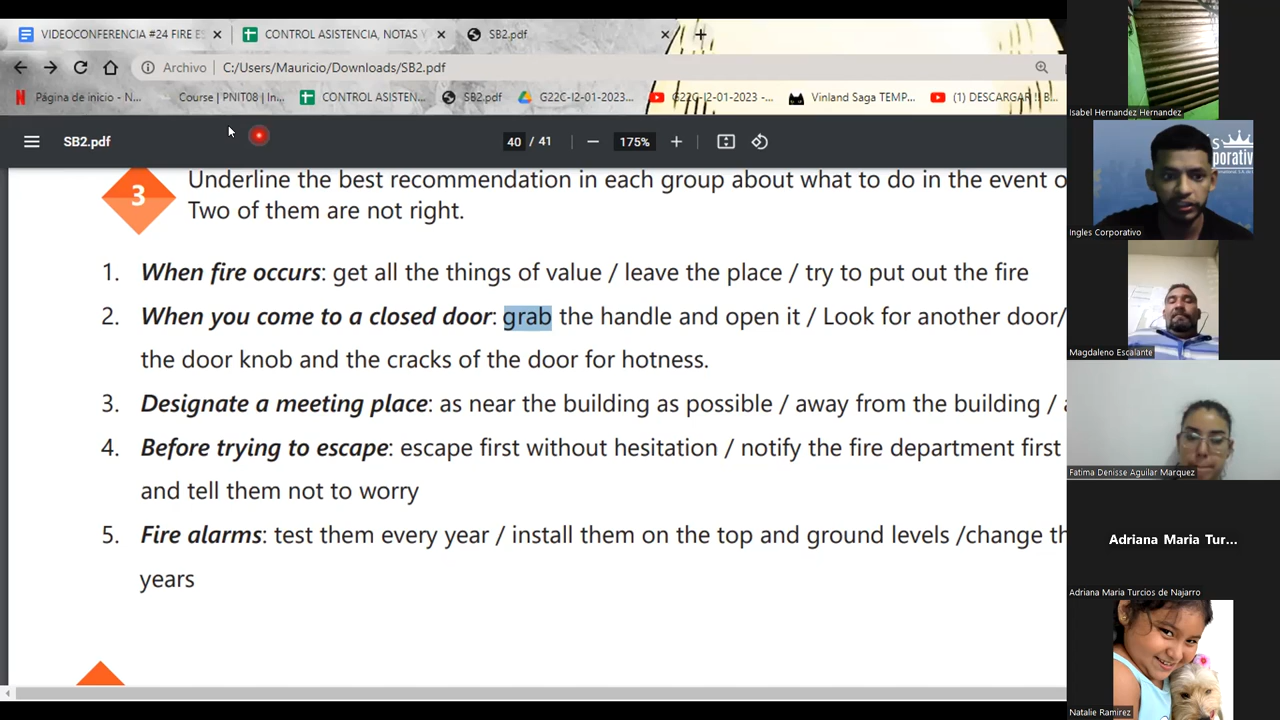 VIDEOCONFERENCIA #24 FIRE ES
CONTROL ASISTENCIA, NOTAS Y
SB2.pdf
Archivo
C:/Users/Mauricio/Downloads/SB2.pdf
Página de inicio - N...
Course | PNIT08 | In...
CONTROL ASISTEN...
SB2.pdf
G22C-I2-01-2023...
G22C-I2-01-2023 -...
Vinland Saga TEMP...
(1) DESCARGAR !! B...
SB2.pdf
40 / 41
175%
3
Underline the best recommendation in each group about what to do in the event o
Two of them are not right.
1. When fire occurs: get all the things of value / leave the place / try to put out the fire
2. When you come to a closed door: grab the handle and open it / Look for another door/
the door knob and the cracks of the door for hotness.
3. Designate a meeting place: as near the building as possible / away from the building /
4. Before trying to escape: escape first without hesitation / notify the fire department first
and tell them not to worry
5. Fire alarms: test them every year / install them on the top and ground levels /change th
years
Isabel Hernandez Hernandez
Ingles Corporativo
Magdaleno Escalante
Fatima Denisse Aguilar Marquez
Adriana Maria Tur...
Adriana Maria Turcios de Najarro
Natalie Ramirez